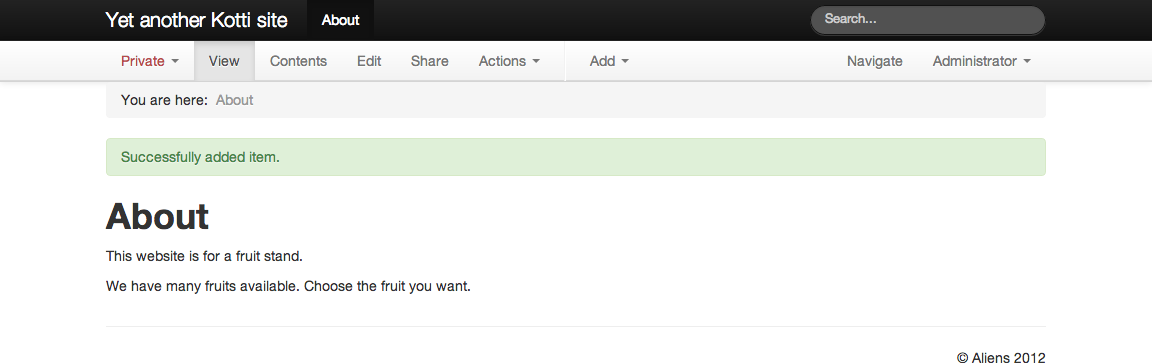 Yet another Kotti site About Search...
Private View Contents Edit Share Actions Add Navigate Administrator
You are here: About
Successfully added item.
About
This website is for a fruit stand.
We have many fruits available. Choose the fruit you want.
© Aliens 2012